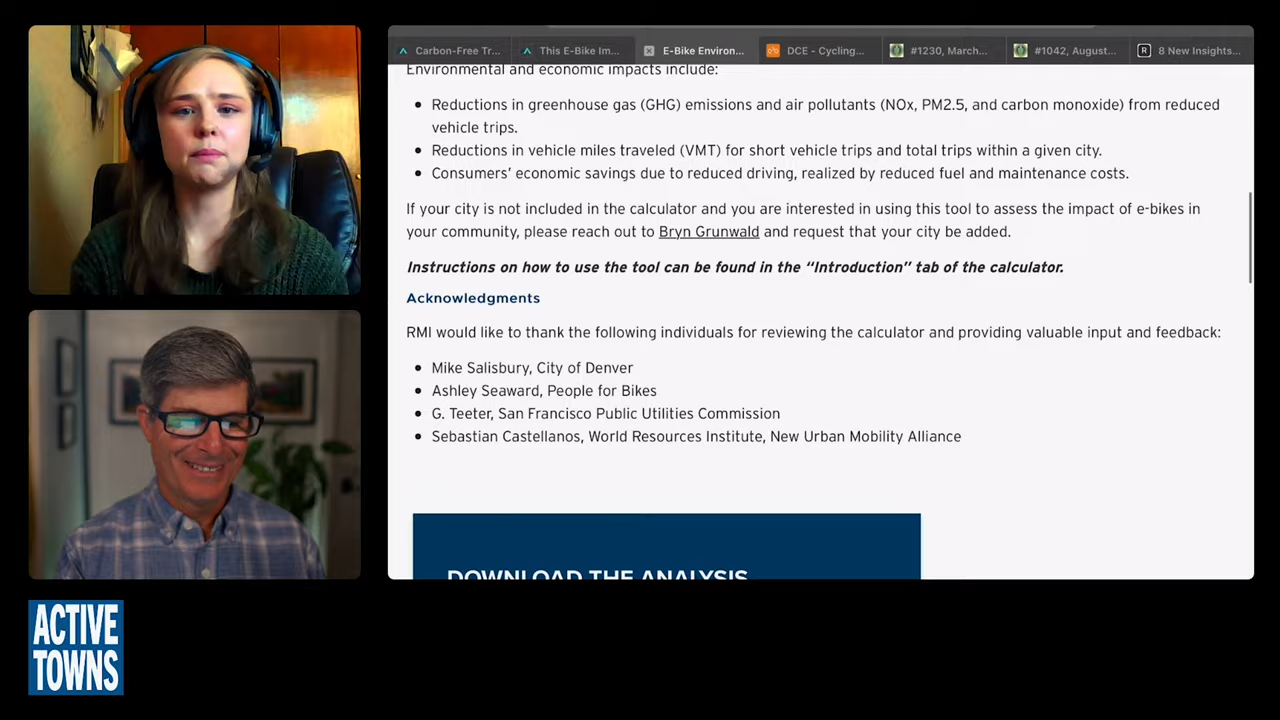 Carbon-Free Tr...
This E-Bike Im...
E-Bike Environ...
DCE - Cycling...
#1230, March...
#1042, August...
8 New Insights...
Environmental and economic impacts include:
Reductions in greenhouse gas (GHG) emissions and air pollutants (NOx, PM2.5, and carbon monoxide) from reduced
vehicle trips.
Reductions in vehicle miles traveled (VMT) for short vehicle trips and total trips within a given city.
Consumers' economic savings due to reduced driving, realized by reduced fuel and maintenance costs.
If your city is not included in the calculator and you are interested in using this tool to assess the impact of e-bikes in
your community, please reach out to Bryn Grunwald and request that your city be added.
Instructions on how to use the tool can be found in the “Introduction” tab of the calculator.
Acknowledgments
RMI would like to thank the following individuals for reviewing the calculator and providing valuable input and feedback:
Mike Salisbury, City of Denver
Ashley Seaward, People for Bikes
G. Teeter, San Francisco Public Utilities Commission
Sebastian Castellanos, World Resources Institute, New Urban Mobility Alliance
DOWNLOAD THE ANALYSIS
ACTIVE
TOWNS